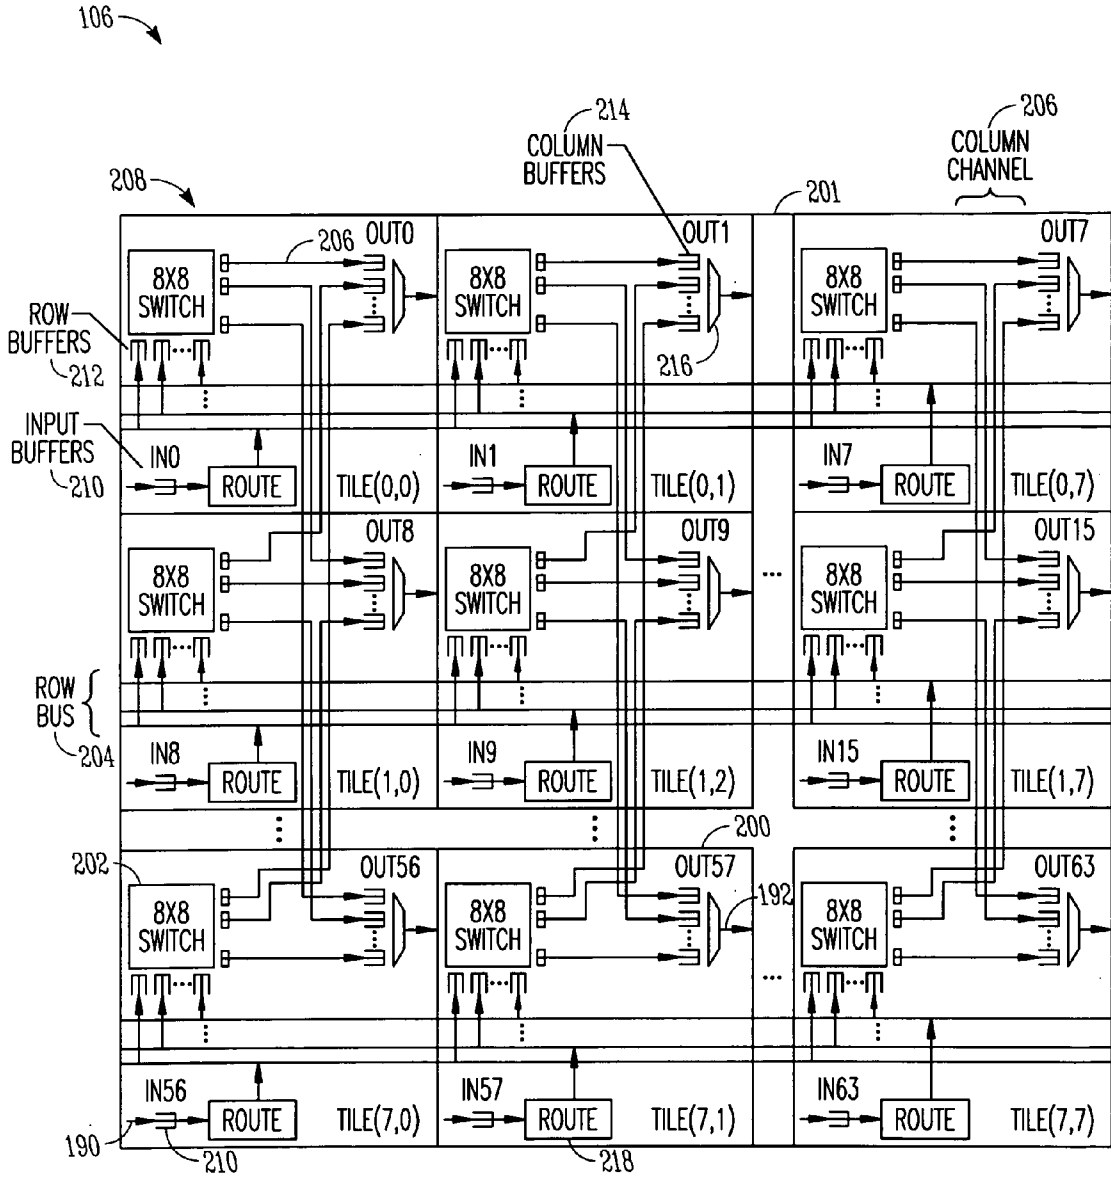 106
214
COLUMN
BUFFERS
206
COLUMN
CHANNEL
208
201
206
OUT0
OUT1
OUT7
8X8
SWITCH
8X8
SWITCH
8X8
SWITCH
ROW
BUFFERS
212
216
INPUT
BUFFERS
210
IN0
ROUTE
TILE(0,0)
IN1
ROUTE
TILE(0,1)
IN7
ROUTE
TILE(0,7)
OUT8
OUT9
OUT15
8X8
SWITCH
8X8
SWITCH
8X8
SWITCH
ROW
BUS
204
IN8
ROUTE
TILE(1,0)
IN9
ROUTE
TILE(1,2)
IN15
ROUTE
TILE(1,7)
200
202
OUT56
OUT57
OUT63
8X8
SWITCH
8X8
SWITCH
192
8X8
SWITCH
IN56
ROUTE
TILE(7,0)
IN57
ROUTE
TILE(7,1)
IN63
ROUTE
TILE(7,7)
190
210
218